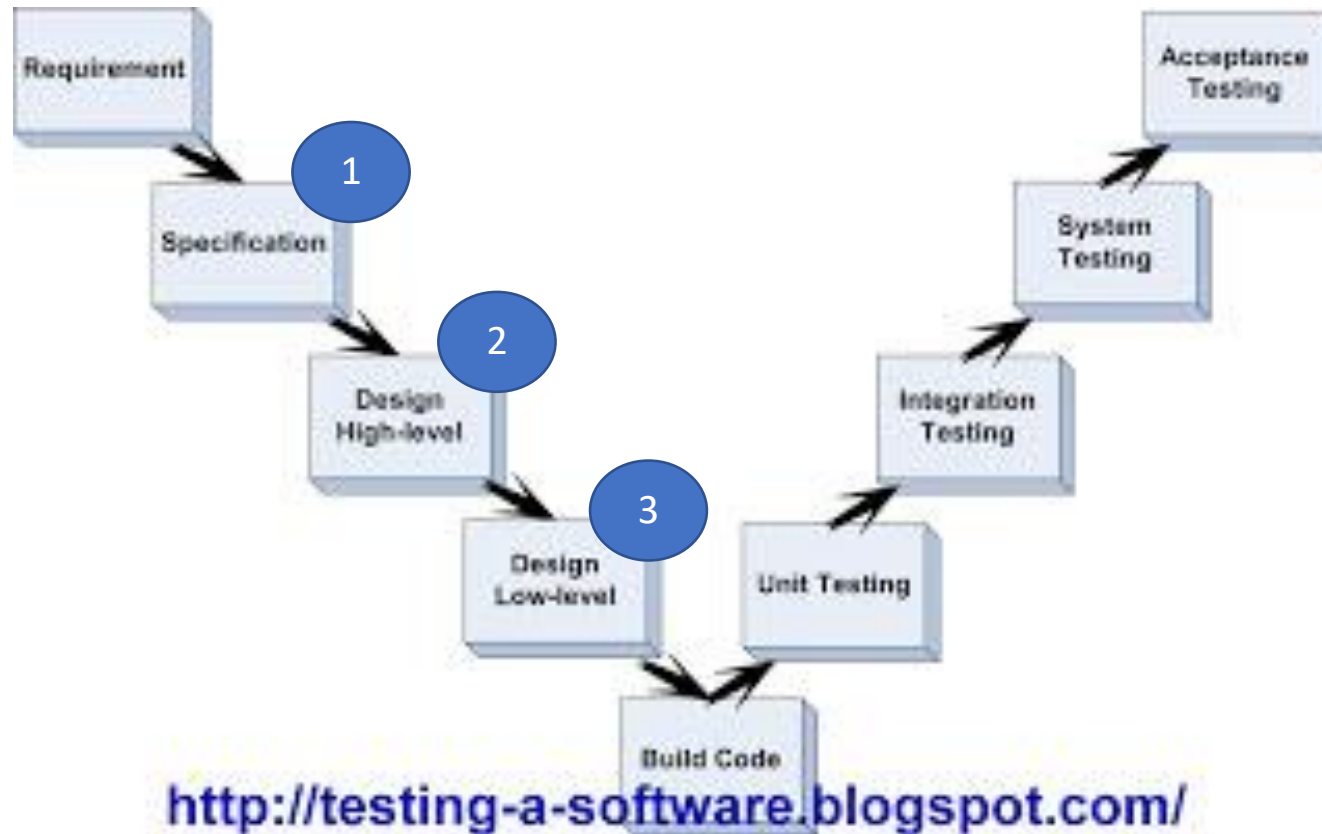 Requirement
1
Specification
2
Design
High-level
3
Design
Low-level
Build Code
Unit Testing
Integration
Testing
System
Testing
Acceptance
Testing
http://testing-a-software.blogspot.com/